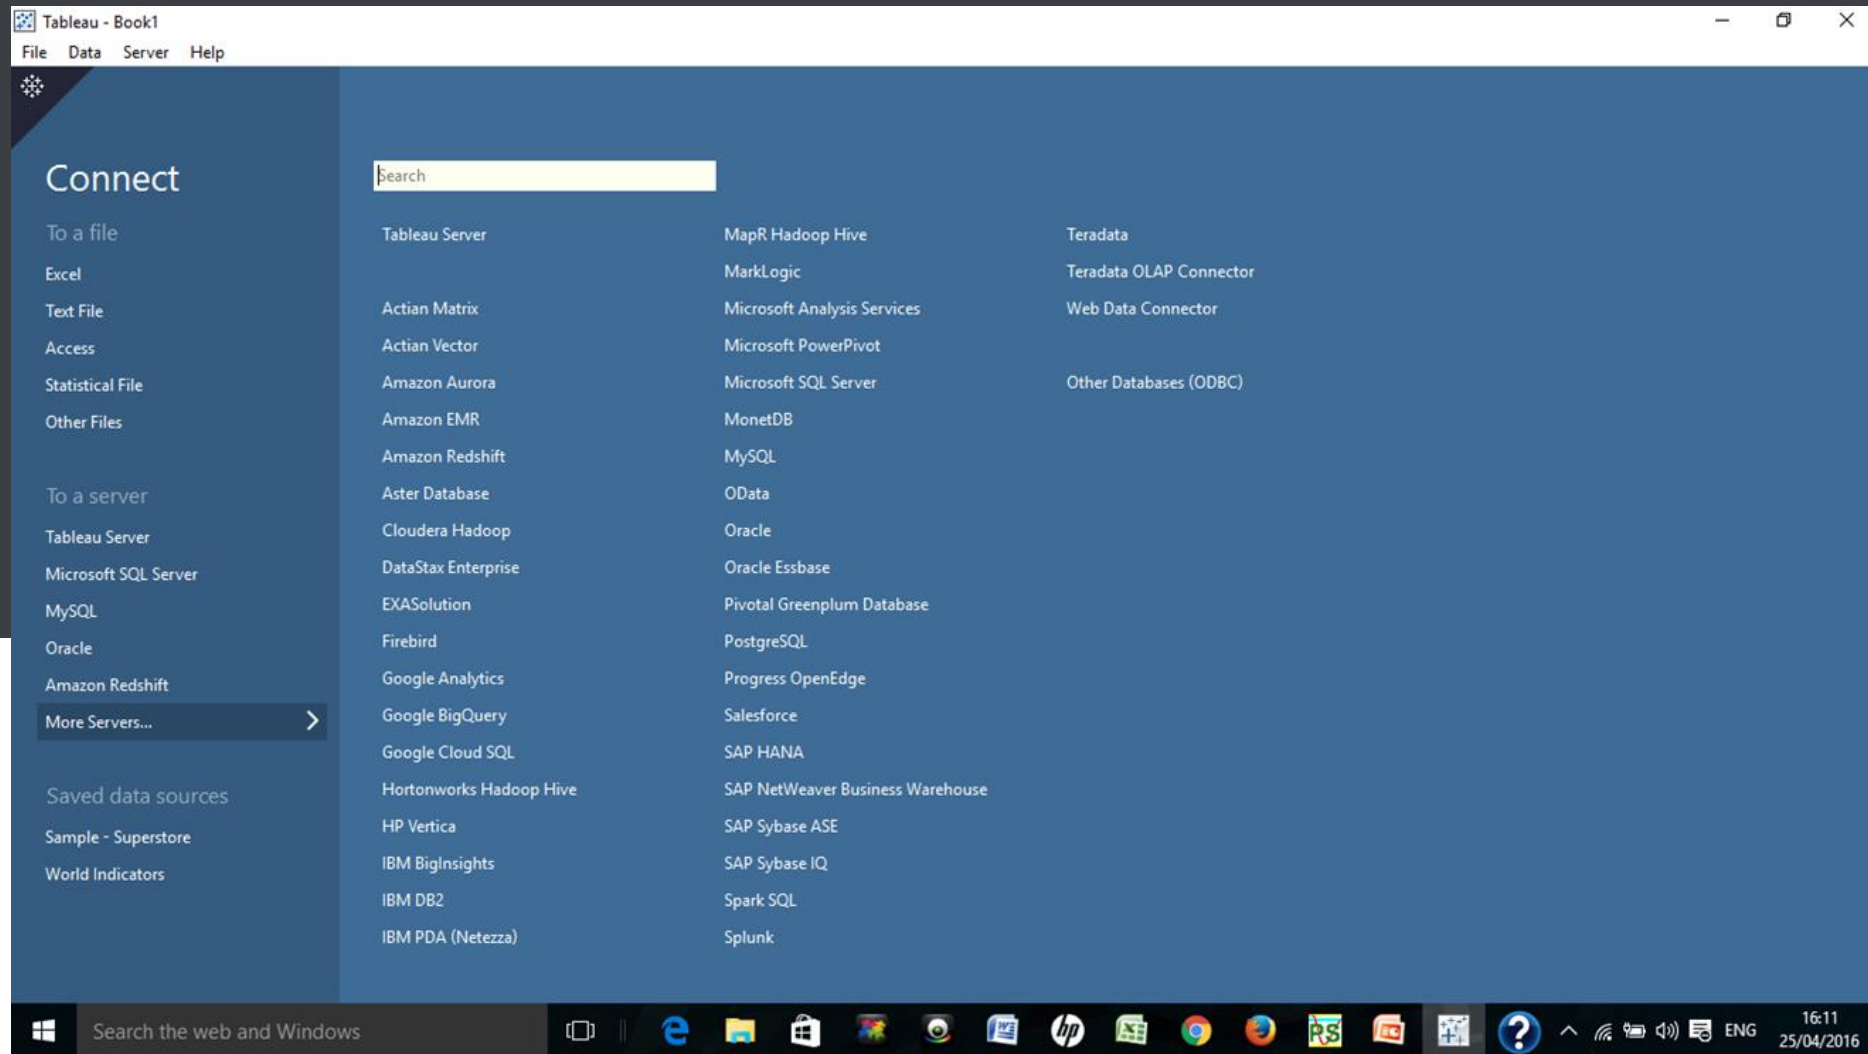 Tableau - Book1
File Data Server Help
Connect
To a file
Excel
Text File
Access
Statistical File
Other Files
To a server
Tableau Server
Microsoft SQL Server
MySQL
Oracle
Amazon Redshift
More Servers...
Saved data sources
Sample - Superstore
World Indicators
Search
Tableau Server
Actian Matrix
Actian Vector
Amazon Aurora
Amazon EMR
Amazon Redshift
Aster Database
Cloudera Hadoop
DataStax Enterprise
EXASolution
Firebird
Google Analytics
Google BigQuery
Google Cloud SQL
Hortonworks Hadoop Hive
HP Vertica
IBM BigInsights
IBM DB2
IBM PDA (Netezza)
MapR Hadoop Hive
MarkLogic
Microsoft Analysis Services
Microsoft PowerPivot
Microsoft SQL Server
MonetDB
MySQL
OData
Oracle
Oracle Essbase
Pivotal Greenplum Database
PostgreSQL
Progress OpenEdge
Salesforce
SAP HANA
SAP NetWeaver Business Warehouse
SAP Sybase ASE
SAP Sybase IQ
Spark SQL
Splunk
Teradata
Teradata OLAP Connector
Web Data Connector
Other Databases (ODBC)
Search the web and Windows
hp
RS
?
ENG
16:11
25/04/2016